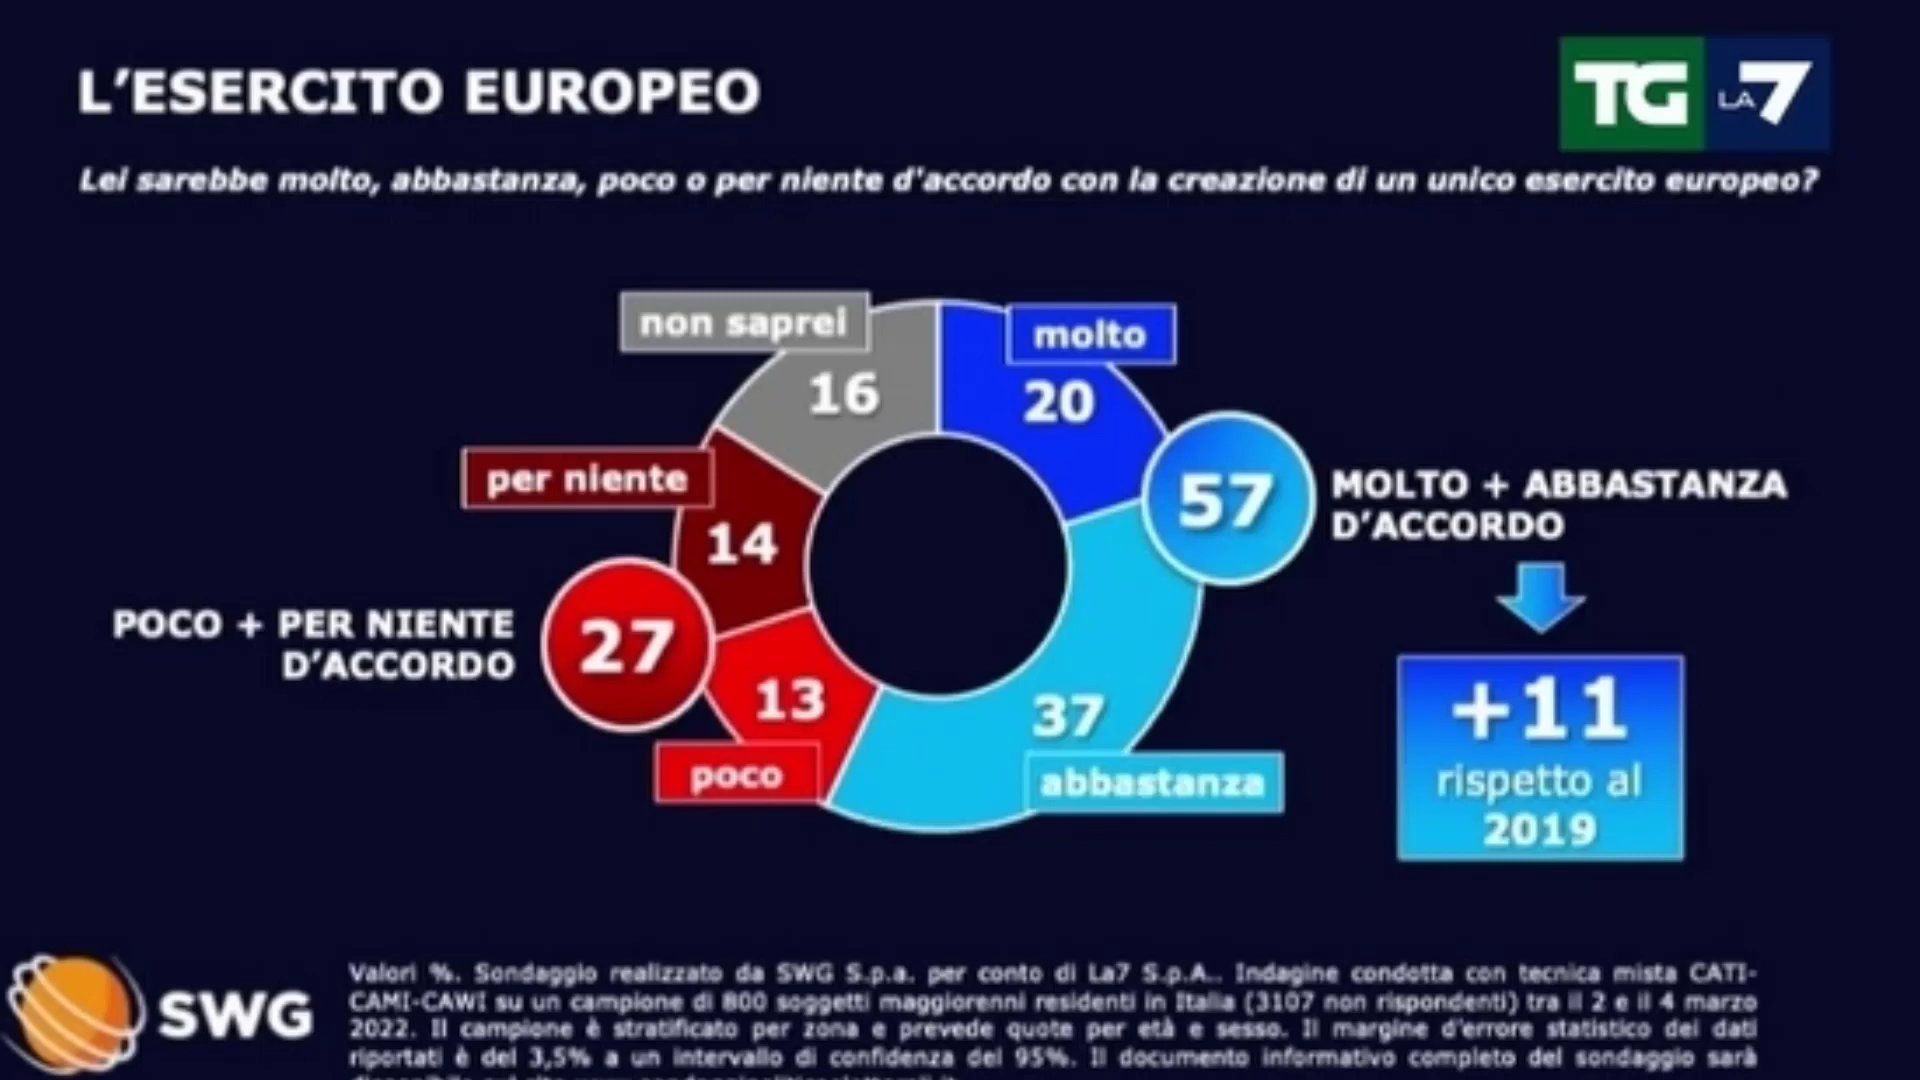 L'ESERCITO EUROPEO
TG LA7
Lei sarebbe molto, abbastanza, poco o per niente d'accordo con la creazione di un unico esercito europeo?
non saprei
molto
16
20
per niente
57
MOLTO + ABBASTANZA
D'ACCORDO
14
POCO + PER NIENTE
D'ACCORDO
27
13
37
poco
abbastanza
+11
rispetto al
2019
SWG
Valori %. Sondaggio realizzato da SWG S.p.a. per conto di La7 S.p.A.. Indagine condotta con tecnica mista CATI-
CAMI-CAWI su un campione di 800 soggetti maggiorenni residenti in Italia (3107 non rispondenti) tra il 2 e il 4 marzo
2022. Il campione è stratificato per zona e prevede quote per età e sesso. Il margine d'errore statistico dei dati
riportati è del 3,5% a un intervallo di confidenza del 95%. Il documento informativo completo del sondaggio sarà